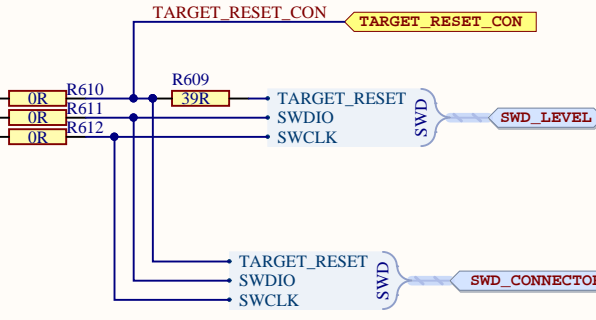 TARGET_RESET_CON
TARGET_RESET_CON
R610
0R
R609
39R
TARGET_RESET
R611
0R
SWDIO
SWD
SWD_LEVEL
R612
0R
SWCLK
TARGET_RESET
SWDIO
SWD
SWD_CONNECTOR
SWCLK